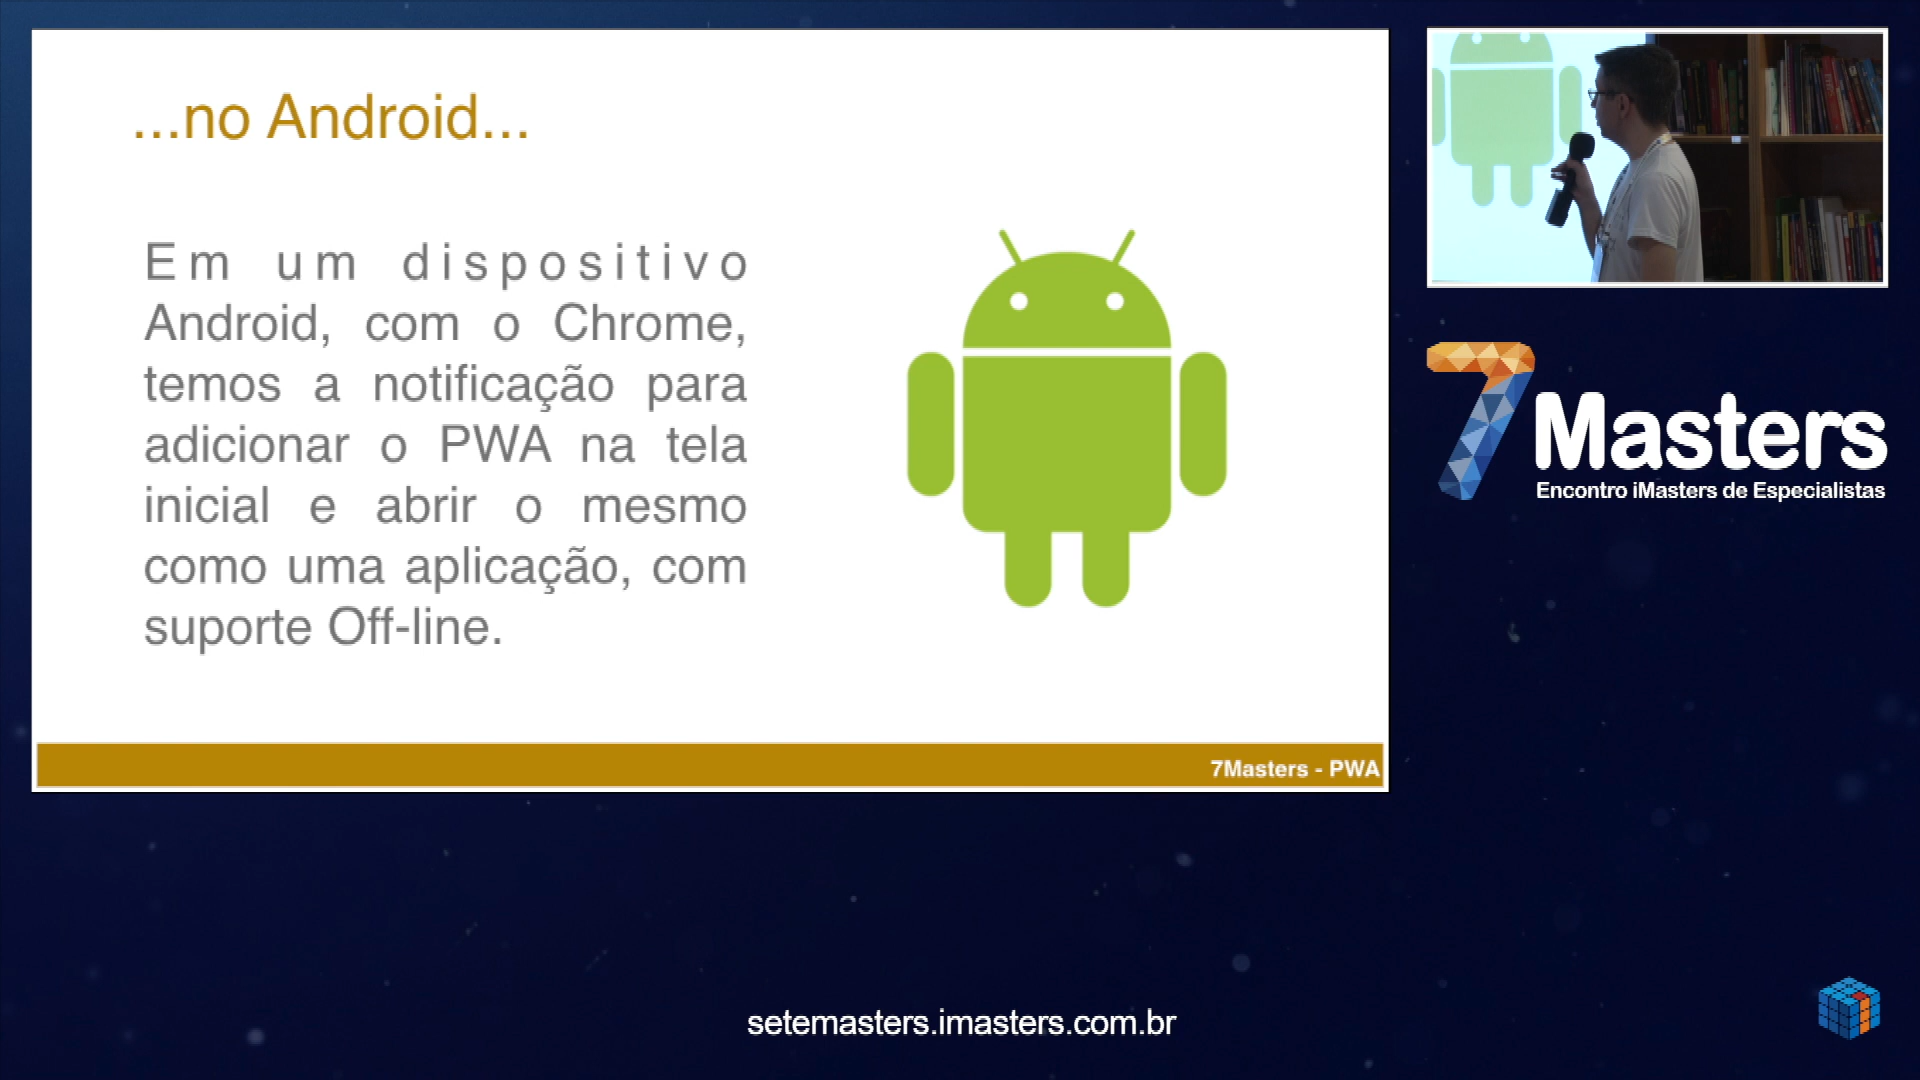 ...no Android...
Em um dispositivo
Android, com o Chrome,
temos a notificação para
adicionar o PWA na tela
inicial e abrir o mesmo
como uma aplicação, com
suporte Off-line.
7Masters - PWA
7Masters
Encontro iMasters de Especialistas
setemasters.imasters.com.br